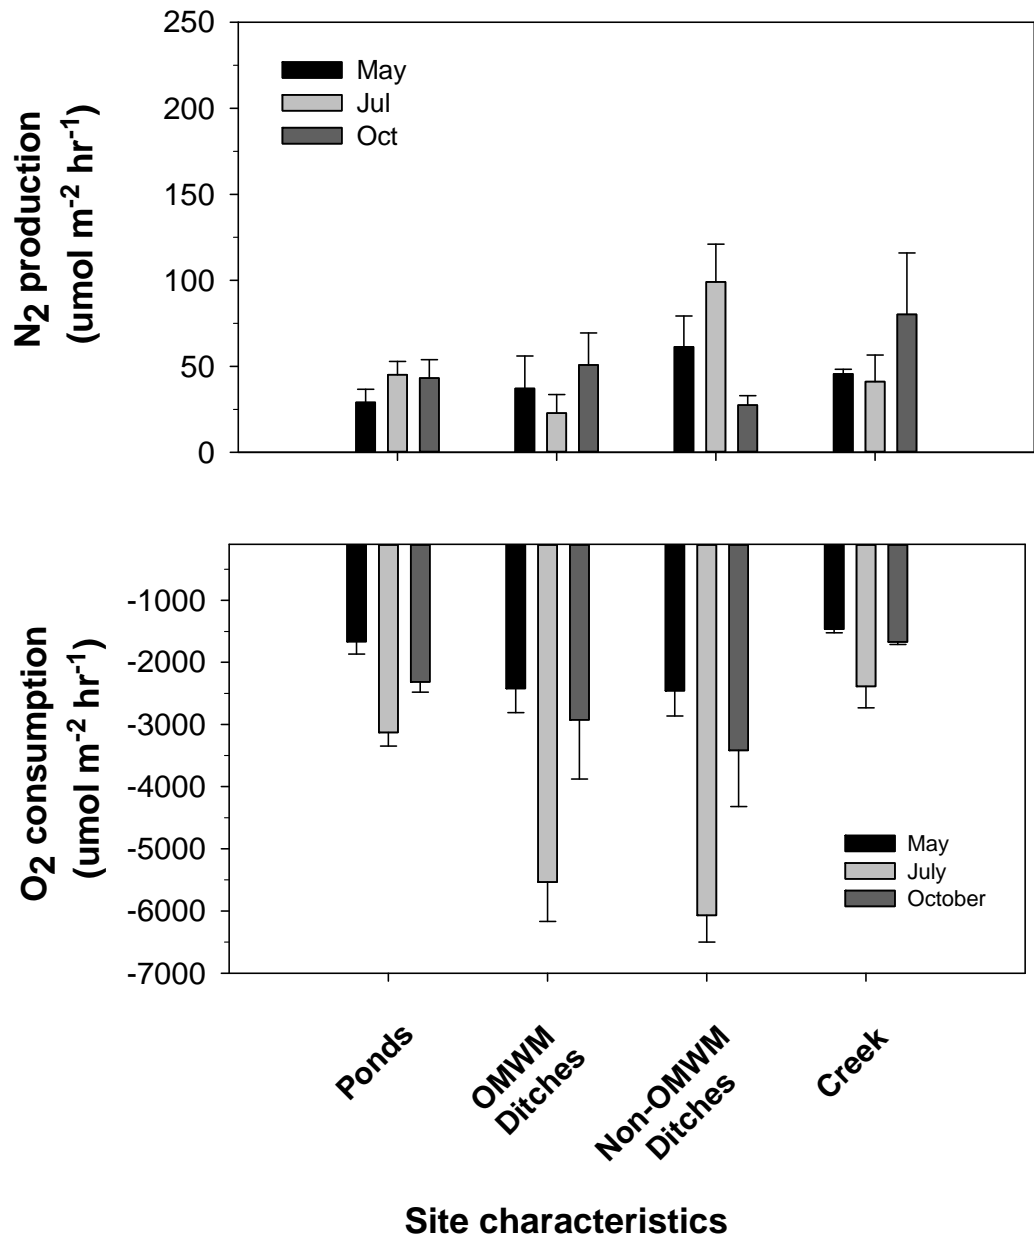 N2 production
(umol m-2 hr-1)
250
200
150
100
50
0
May
Jul
Oct
O2 consumption
(umol m-2 hr-1)
-1000
-2000
-3000
-4000
-5000
-6000
-7000
May
July
October
Ponds
OMWM
Ditches
Non-OMWM
Ditches
Creek
Site characteristics